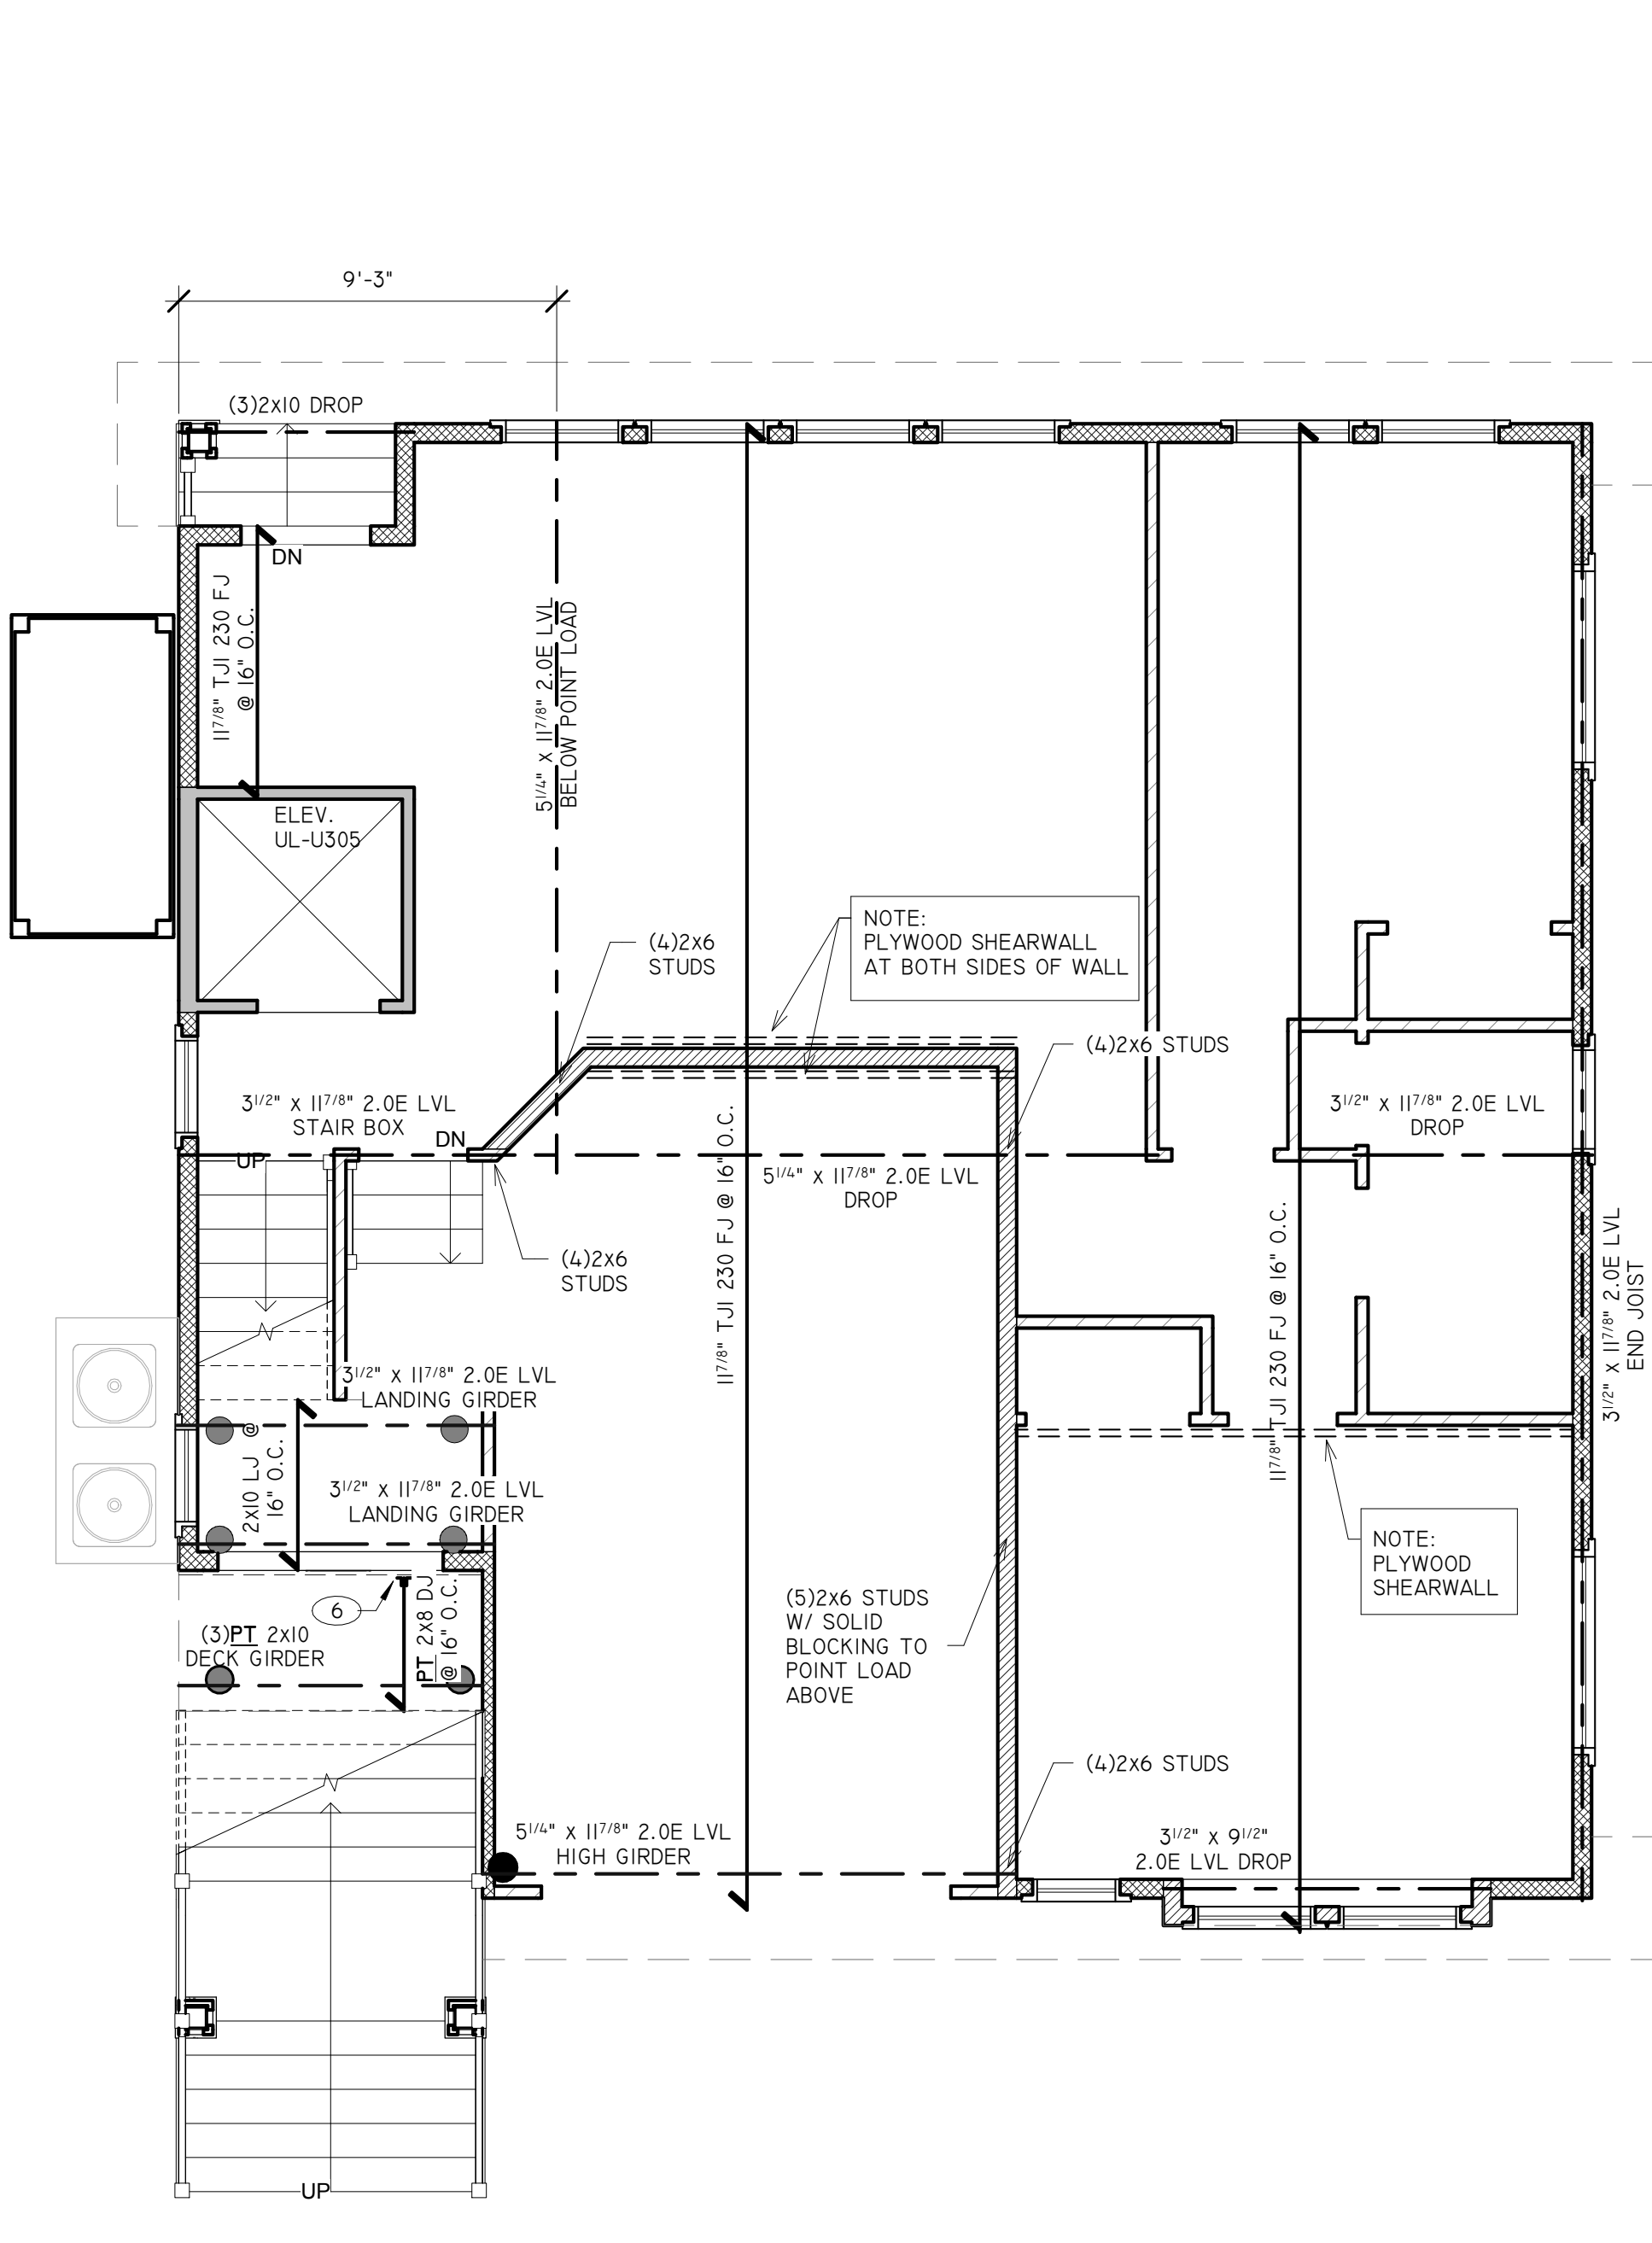 9'-3"
(3)2x10 DROP
DN
11 7/8" TJI 230 FJ
@ 16" O.C.
5 1/4" x 11 7/8" 2.0E LVL
BELOW POINT LOAD
ELEV.
UL-U305
(4)2x6
STUDS
NOTE:
PLYWOOD SHEARWALL
AT BOTH SIDES OF WALL
(4)2x6 STUDS
3 1/2" x 11 7/8" 2.0E LVL
STAIR BOX
DN
UP
3 1/2" x 11 7/8" 2.0E LVL
DROP
5 1/4" x 11 7/8" 2.0E LVL
DROP
(4)2x6
STUDS
11 7/8" TJI 230 FJ @ 16" O.C.
11 7/8" TJI 230 FJ @ 16" O.C.
3 1/2" x 11 7/8" 2.0E LVL
END JOIST
3 1/2" x 11 7/8" 2.0E LVL
LANDING GIRDER
2x10 LJ @
16" O.C.
3 1/2" x 11 7/8" 2.0E LVL
LANDING GIRDER
NOTE:
PLYWOOD
SHEARWALL
6
PT 2x8 DJ
@ 16" O.C.
(3)PT 2x10
DECK GIRDER
(5)2x6 STUDS
W/ SOLID
BLOCKING TO
POINT LOAD
ABOVE
(4)2x6 STUDS
5 1/4" x 11 7/8" 2.0E LVL
HIGH GIRDER
3 1/2" x 9 1/2"
2.0E LVL DROP
UP